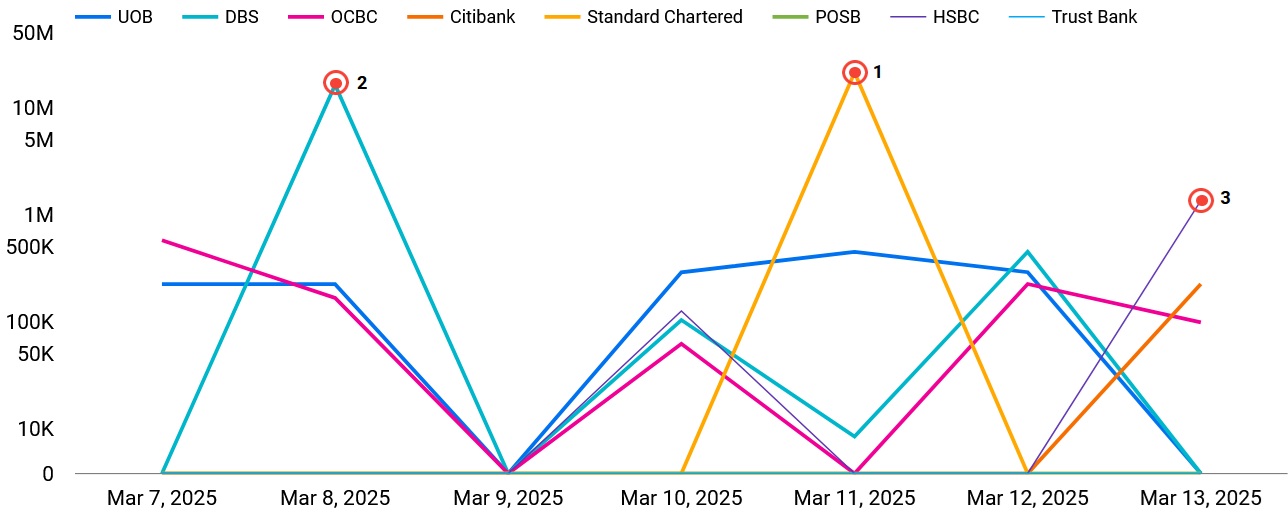 UOB DBS OCBC Citibank Standard Chartered POSB HSBC Trust Bank
50M
2
1
10M
5M
3
1M
500K
100K
50K
10K
0
Mar 7, 2025 Mar 8, 2025 Mar 9, 2025 Mar 10, 2025 Mar 11, 2025 Mar 12, 2025 Mar 13, 2025